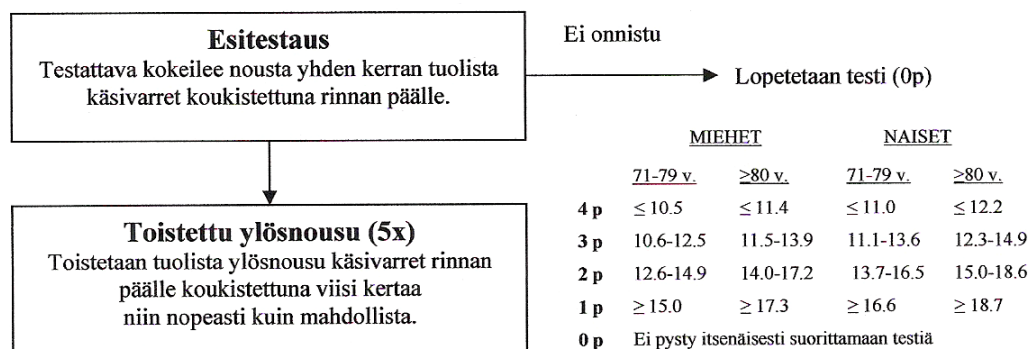 Esitestaus
Testattava kokeilee nousta yhden kerran tuolista
käsivarret koukistettuna rinnan päälle.
Ei onnistu
Lopetetaan testi (0p)
Toistettu ylösnousu (5x)
Toistetaan tuolista ylösnousu käsivarret rinnan
päälle koukistettuna viisi kertaa
niin nopeasti kuin mahdollista.
MIEHET NAISET
71-79 v. ≥80 v. 71-79 v. ≥80 v.
4 p ≤ 10.5 ≤ 11.4 ≤ 11.0 ≤ 12.2
3 p 10.6-12.5 11.5-13.9 11.1-13.6 12.3-14.9
2 p 12.6-14.9 14.0-17.2 13.7-16.5 15.0-18.6
1 p ≥ 15.0 ≥ 17.3 ≥ 16.6 ≥ 18.7
0 p Ei pysty itsenäisesti suorittamaan testiä